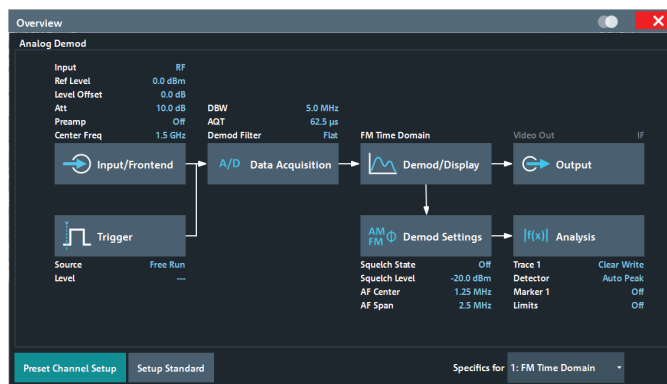 Overview
Analog Demod
Input RF
Ref Level 0.0 dBm
Level Offset 0.0 dB
Att 10.0 dB DBW 5.0 MHz
Preamp Off AQT 62.5 µs
Center Freq 1.5 GHz Demod Filter Flat FM Time Domain Video Out IF
Input/Frontend A/D Data Acquisition Demod/Display Output
Trigger AM FM Φ Demod Settings |f(x)| Analysis
Source Free Run Squelch State Off Trace 1 Clear Write
Level --- Squelch Level -20.0 dBm Detector Auto Peak
AF Center 1.25 MHz Marker 1 Off
AF Span 2.5 MHz Limits Off
Preset Channel Setup Setup Standard Specifics for 1: FM Time Domain